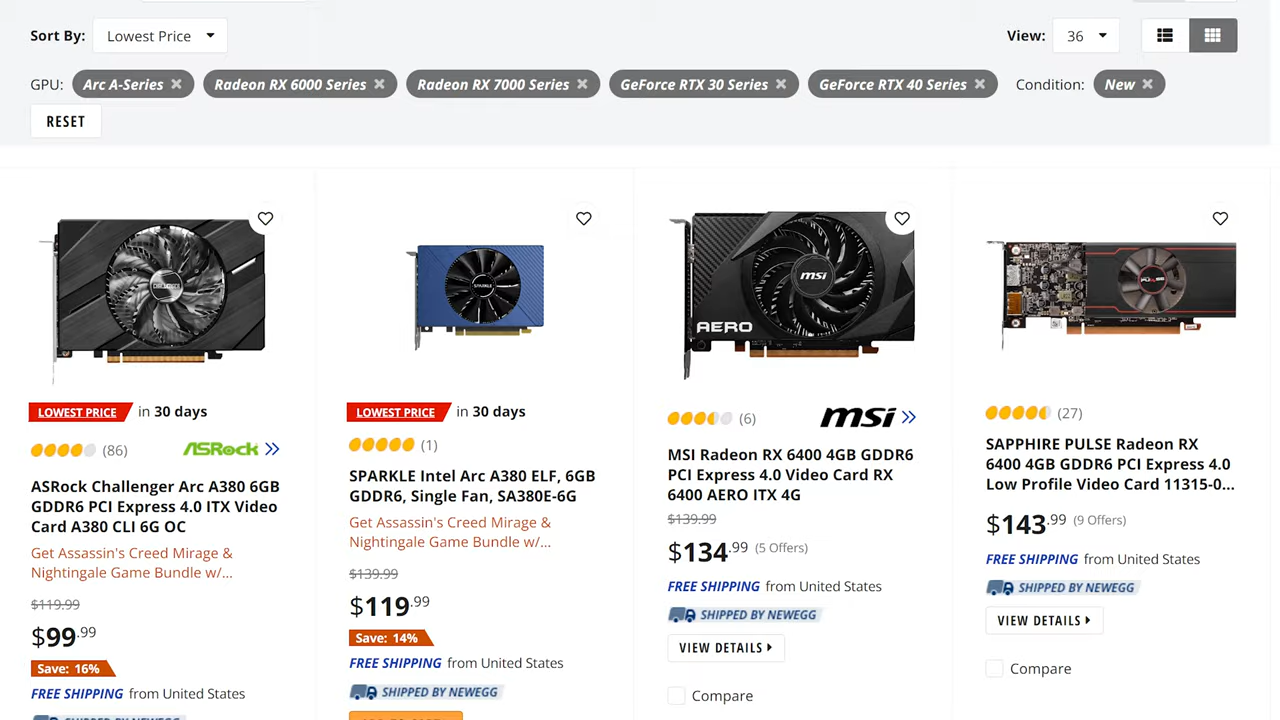 Sort By: Lowest Price View: 36
GPU: Arc A-Series Radeon RX 6000 Series Radeon RX 7000 Series GeForce RTX 30 Series GeForce RTX 40 Series Condition: New
RESET
CHALLENGER
SPARKLE
msi
AERO
PULSE
LOWEST PRICE in 30 days
(86) ASRock
ASRock Challenger Arc A380 6GB
GDDR6 PCI Express 4.0 ITX Video
Card A380 CLI 6G OC
Get Assassin's Creed Mirage &
Nightingale Game Bundle w/...
$119.99
$99.99
Save: 16%
FREE SHIPPING from United States
SHIPPED BY NEWEGG
LOWEST PRICE in 30 days
(1)
SPARKLE Intel Arc A380 ELF, 6GB
GDDR6, Single Fan, SA380E-6G
Get Assassin's Creed Mirage &
Nightingale Game Bundle w/...
$139.99
$119.99
Save: 14%
FREE SHIPPING from United States
SHIPPED BY NEWEGG
(6) msi
MSI Radeon RX 6400 4GB GDDR6
PCI Express 4.0 Video Card RX
6400 AERO ITX 4G
$139.99
$134.99 (5 Offers)
FREE SHIPPING from United States
SHIPPED BY NEWEGG
VIEW DETAILS
Compare
(27)
SAPPHIRE PULSE Radeon RX
6400 4GB GDDR6 PCI Express 4.0
Low Profile Video Card 11315-0...
$143.99 (9 Offers)
FREE SHIPPING from United States
SHIPPED BY NEWEGG
VIEW DETAILS
Compare